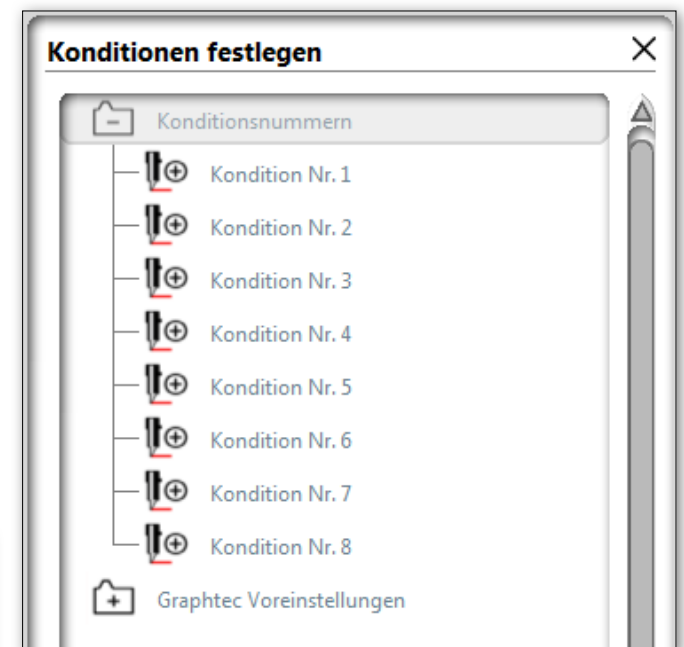 Konditionen festlegen
Konditionsnummern
Kondition Nr. 1
Kondition Nr. 2
Kondition Nr. 3
Kondition Nr. 4
Kondition Nr. 5
Kondition Nr. 6
Kondition Nr. 7
Kondition Nr. 8
Graphtec Voreinstellungen